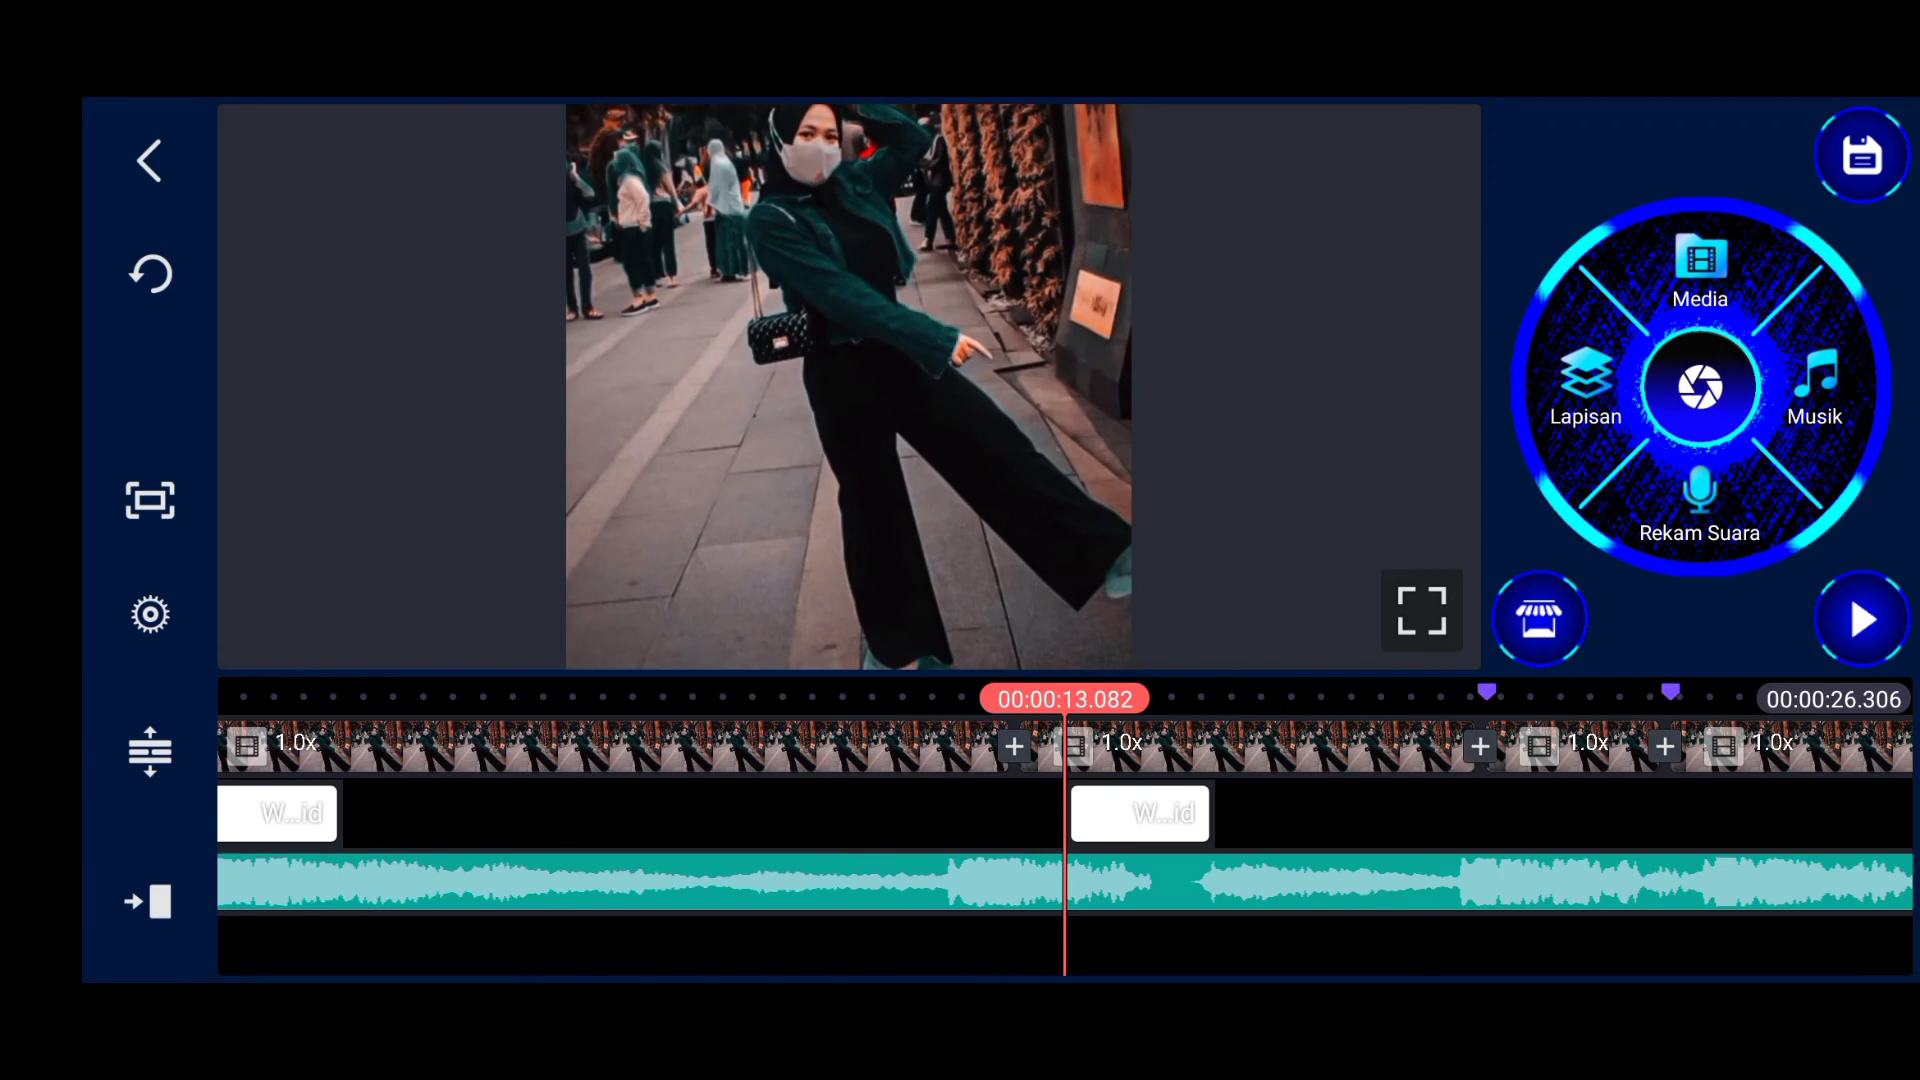 Media
Lapisan
Musik
Rekam Suara
00:00:13.082
00:00:26.306
1.0x
1.0x
1.0x
1.0x
W...id
W...id